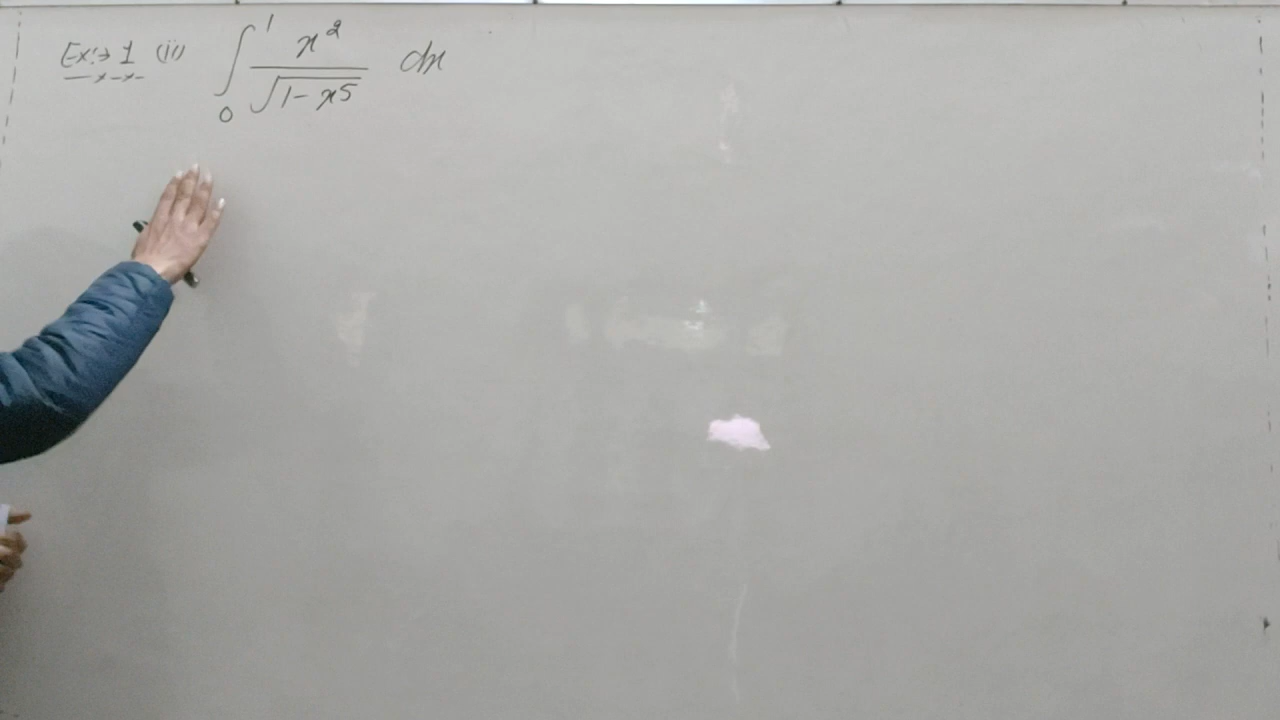 Ex:→ 1 (ii) ∫₀¹ x²/√(1-x⁵) dx